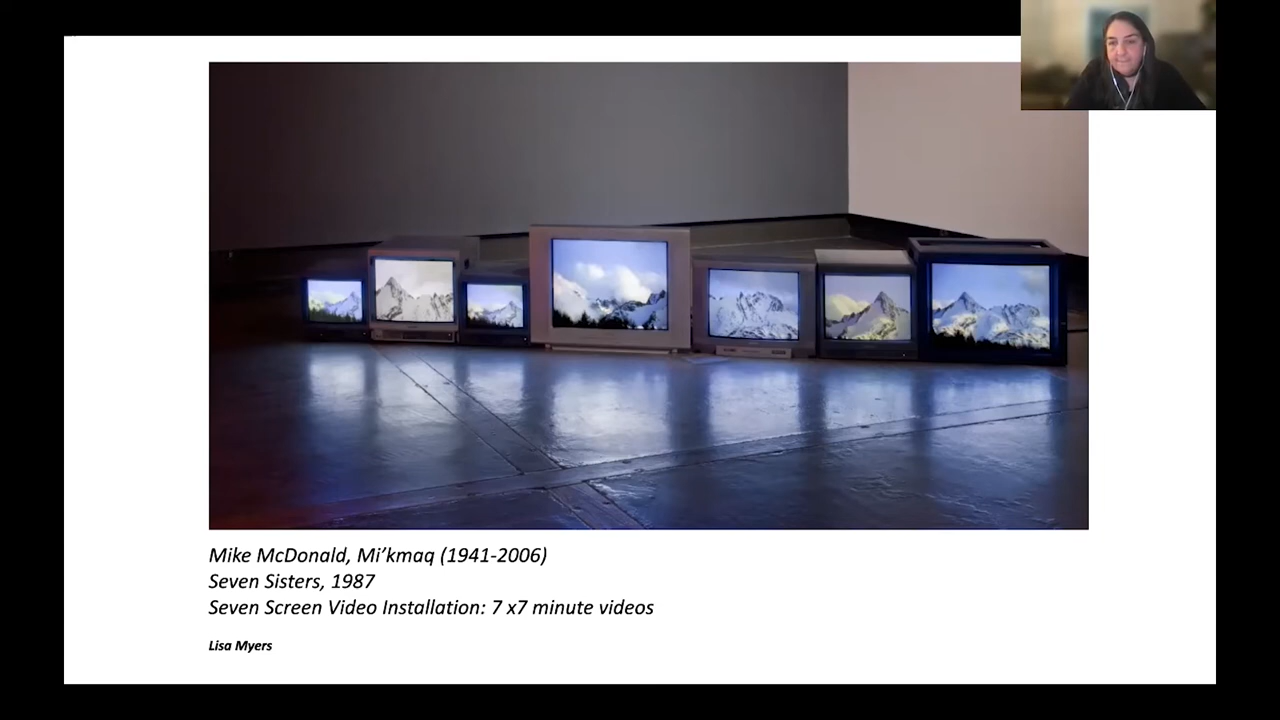 Mike McDonald, Mi’kmaq (1941-2006)
Seven Sisters, 1987
Seven Screen Video Installation: 7 x7 minute videos
Lisa Myers